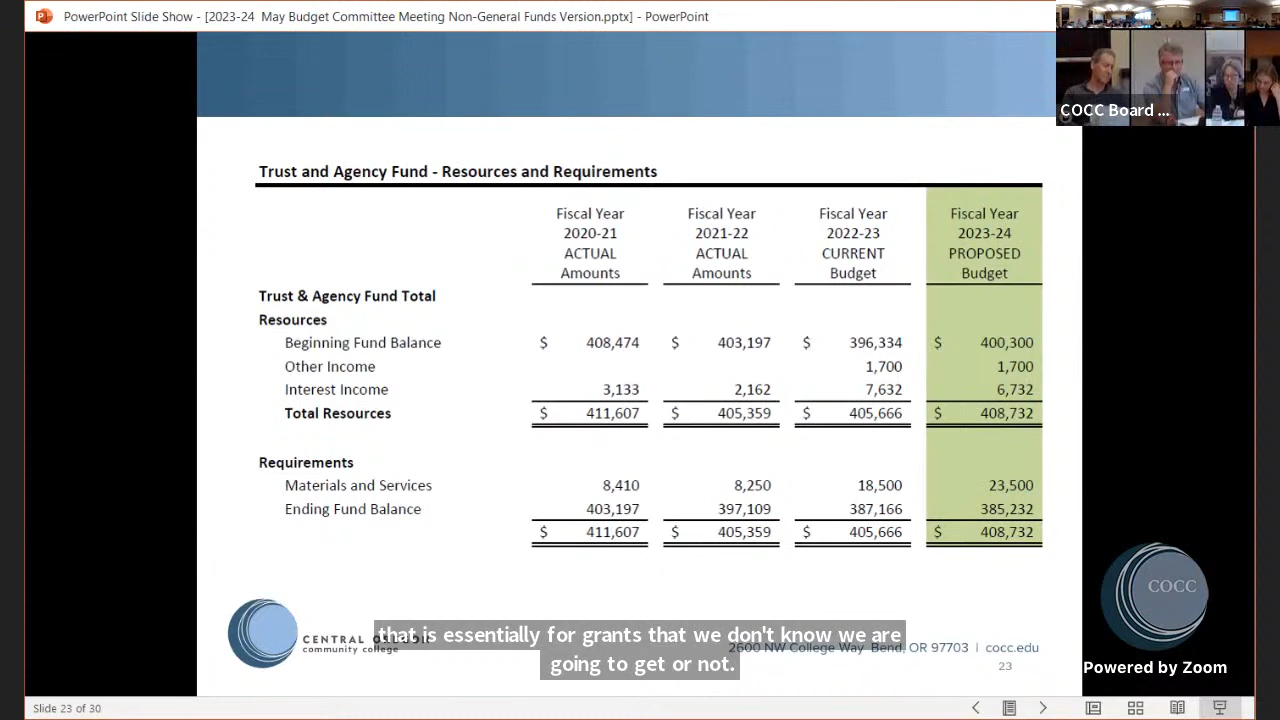 PowerPoint Slide Show - [2023-24  May Budget Committee Meeting Non-General Funds Version.pptx] - PowerPoint
COCC Board ...
Trust and Agency Fund - Resources and Requirements
Fiscal Year 2020-21 ACTUAL Amounts
Fiscal Year 2021-22 ACTUAL Amounts
Fiscal Year 2022-23 CURRENT Budget
Fiscal Year 2023-24 PROPOSED Budget
Trust & Agency Fund Total
Resources
Beginning Fund Balance $ 408,474 $ 403,197 $ 396,334 $ 400,300
Other Income 1,700 1,700
Interest Income 3,133 2,162 7,632 6,732
Total Resources $ 411,607 $ 405,359 $ 405,666 $ 408,732
Requirements
Materials and Services 8,410 8,250 18,500 23,500
Ending Fund Balance 403,197 397,109 387,166 385,232
$ 411,607 $ 405,359 $ 405,666 $ 408,732
COCC
that is essentially for grants that we don't know we are
going to get or not.
CENTRAL
community college
2600 NW College Way  Bend, OR 97703 | cocc.edu
23
Powered by Zoom
Slide 23 of 30